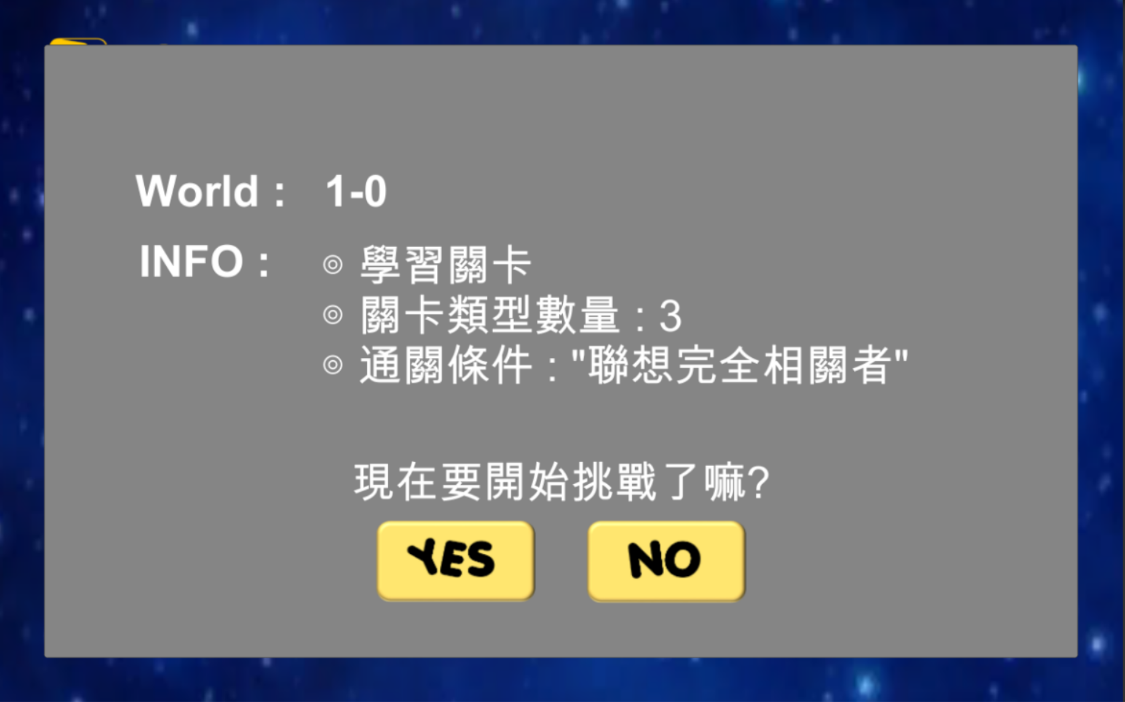 World : 1-0
INFO : ◎ 學習關卡
◎ 關卡類型數量 : 3
◎ 通關條件 : "聯想完全相關者"
現在要開始挑戰了嘛?
YES NO